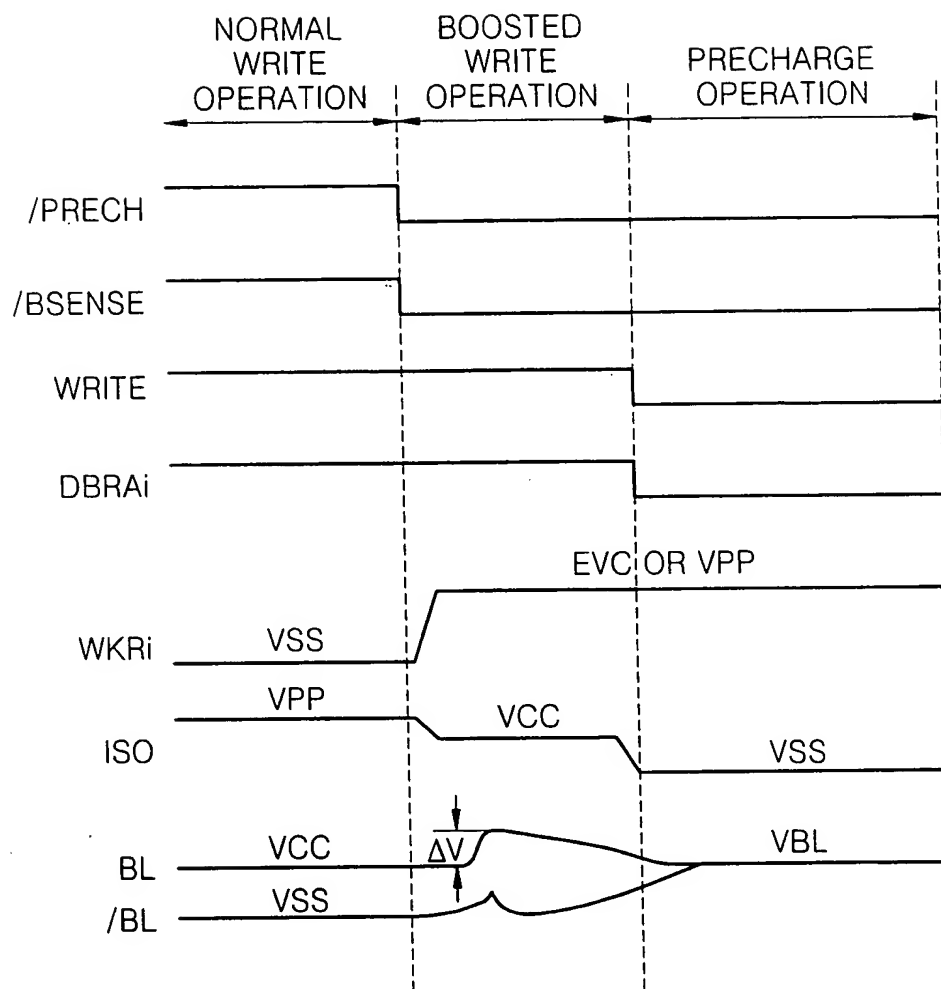 NORMAL
WRITE
OPERATION
BOOSTED
WRITE
OPERATION
PRECHARGE
OPERATION
/PRECH
/BSENSE
WRITE
DBRAi
EVC OR VPP
WKRi
VSS
VPP
VCC
ISO
VSS
BL
VCC
ΔV
VBL
/BL
VSS